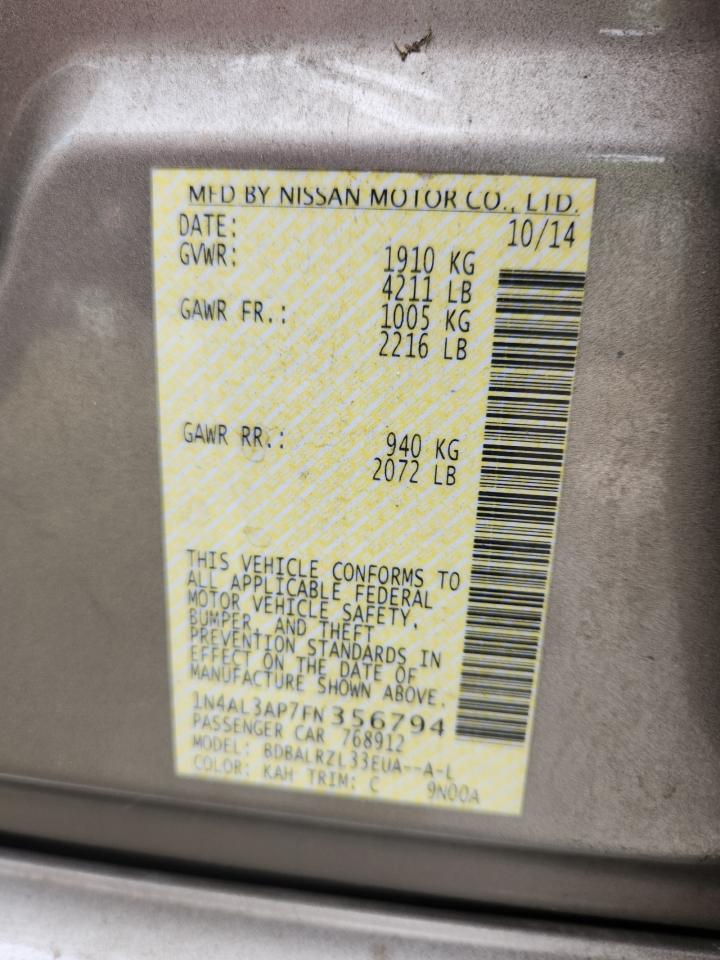 MFD BY NISSAN MOTOR CO., LTD.
DATE: 10/14
GVWR: 1910 KG
4211 LB
GAWR FR.: 1005 KG
2216 LB
GAWR RR.: 940 KG
2072 LB
THIS VEHICLE CONFORMS TO
ALL APPLICABLE FEDERAL
MOTOR VEHICLE SAFETY,
BUMPER, AND THEFT
PREVENTION STANDARDS IN
EFFECT ON THE DATE OF
MANUFACTURE SHOWN ABOVE.
1N4AL3AP7FN356794
PASSENGER CAR 768912
MODEL: BDBALRZL33EUA--A-L
COLOR: KAH TRIM: C 9N00A